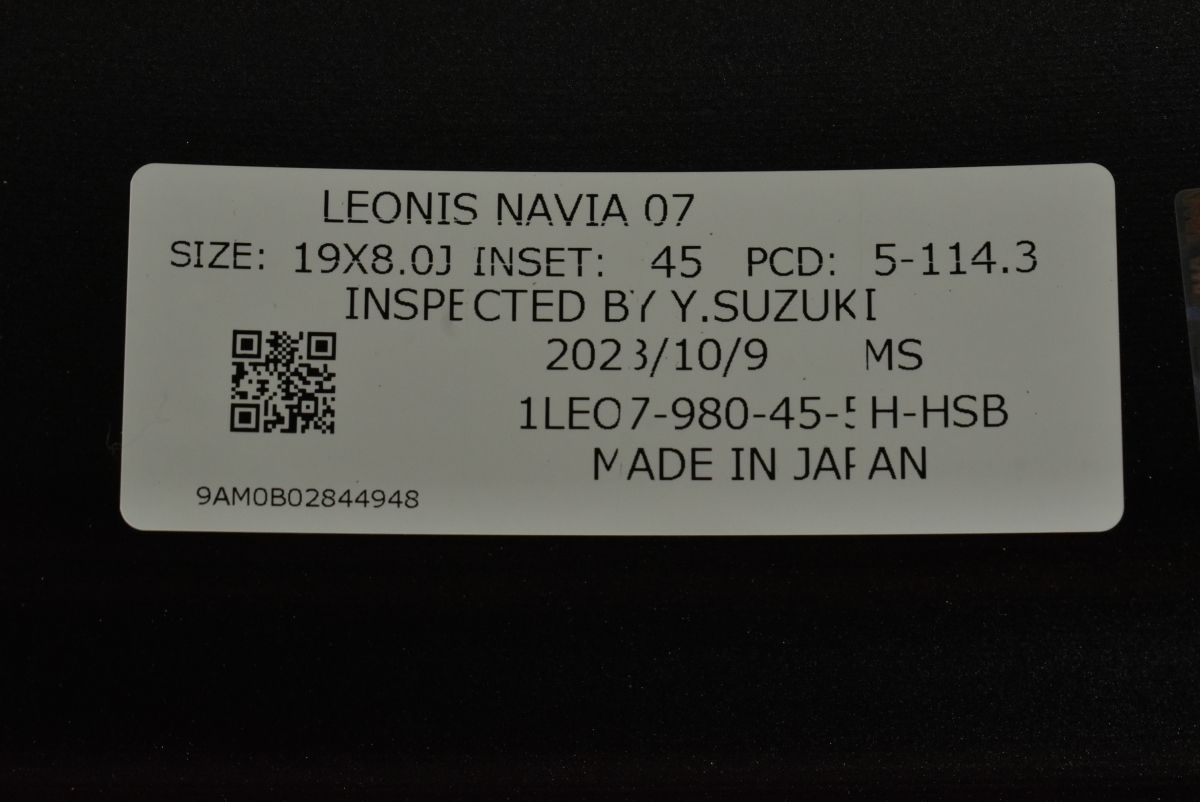 LEONIS NAVIA 07
SIZE: 19X8.0J INSET: 45 PCD: 5-114.3
INSPECTED BY Y.SUZUKI
2023/10/9 MS
1LEO7-980-45-5H-HSB
MADE IN JAPAN
9AM0B02844948